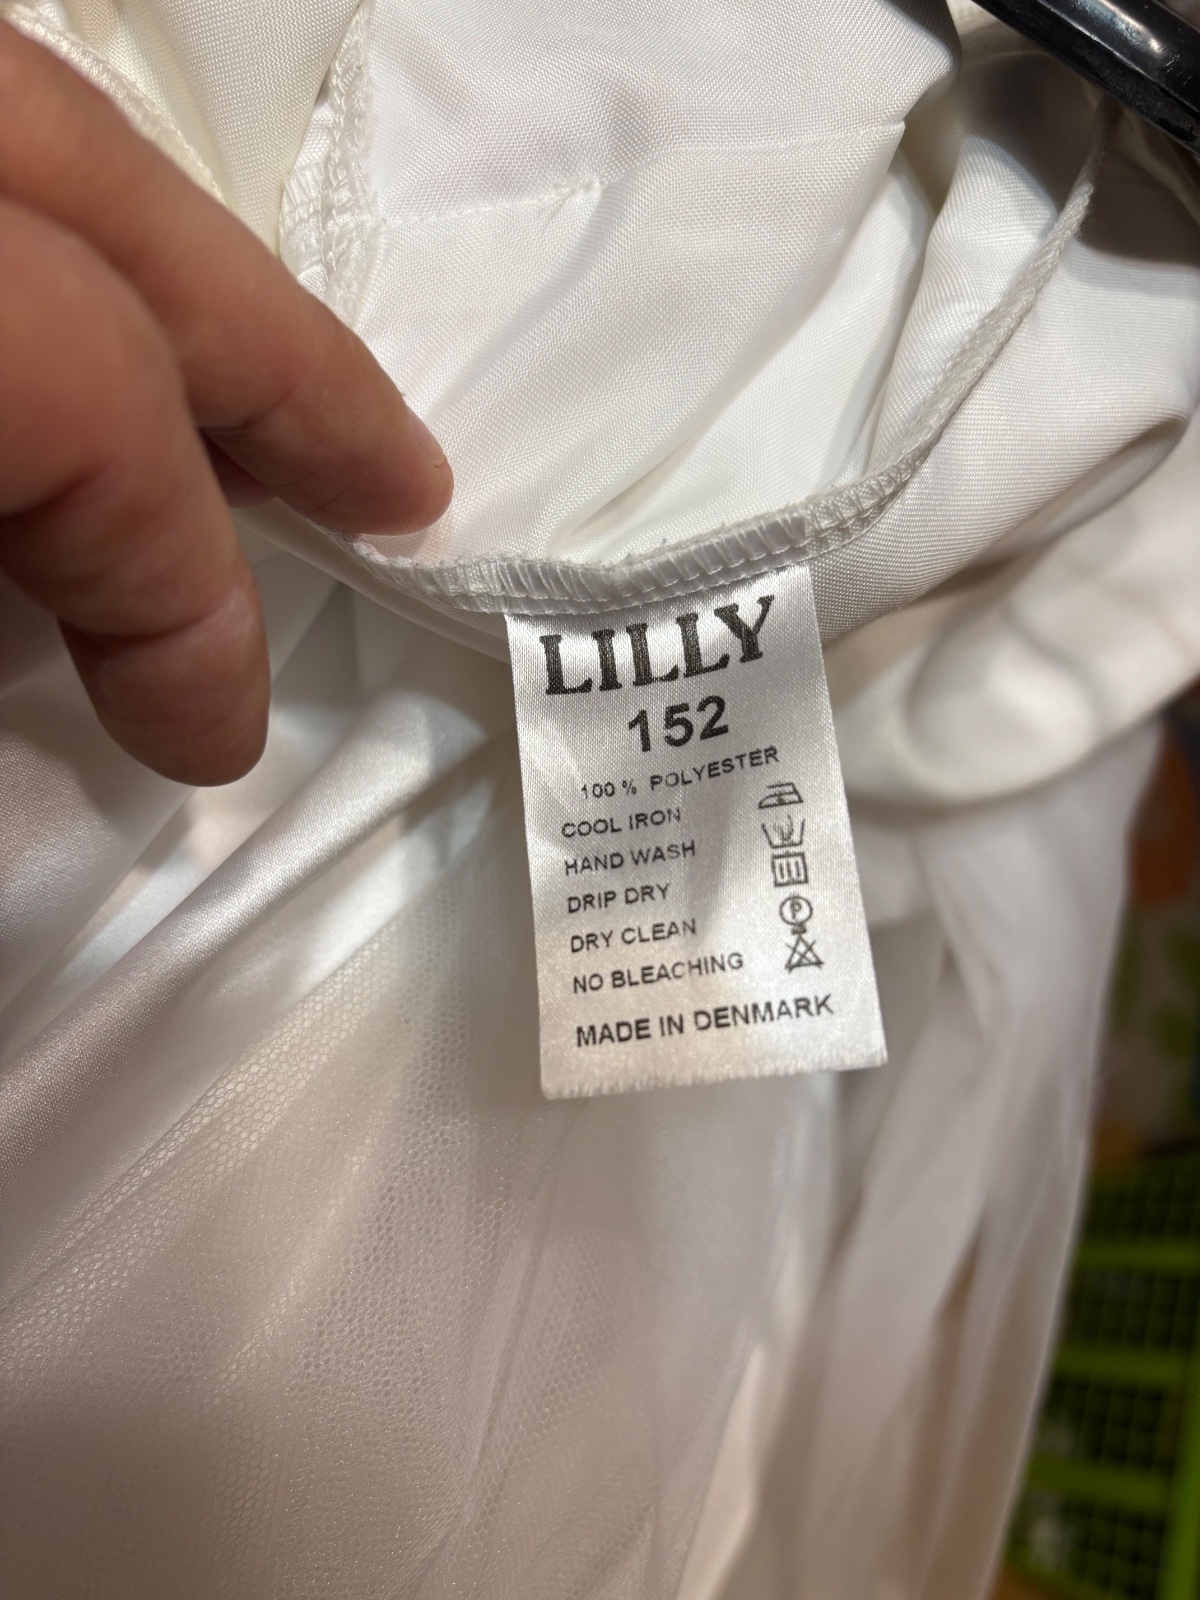 LILLY
152
100 % POLYESTER
COOL IRON
HAND WASH
DRIP DRY
DRY CLEAN
P
NO BLEACHING
MADE IN DENMARK